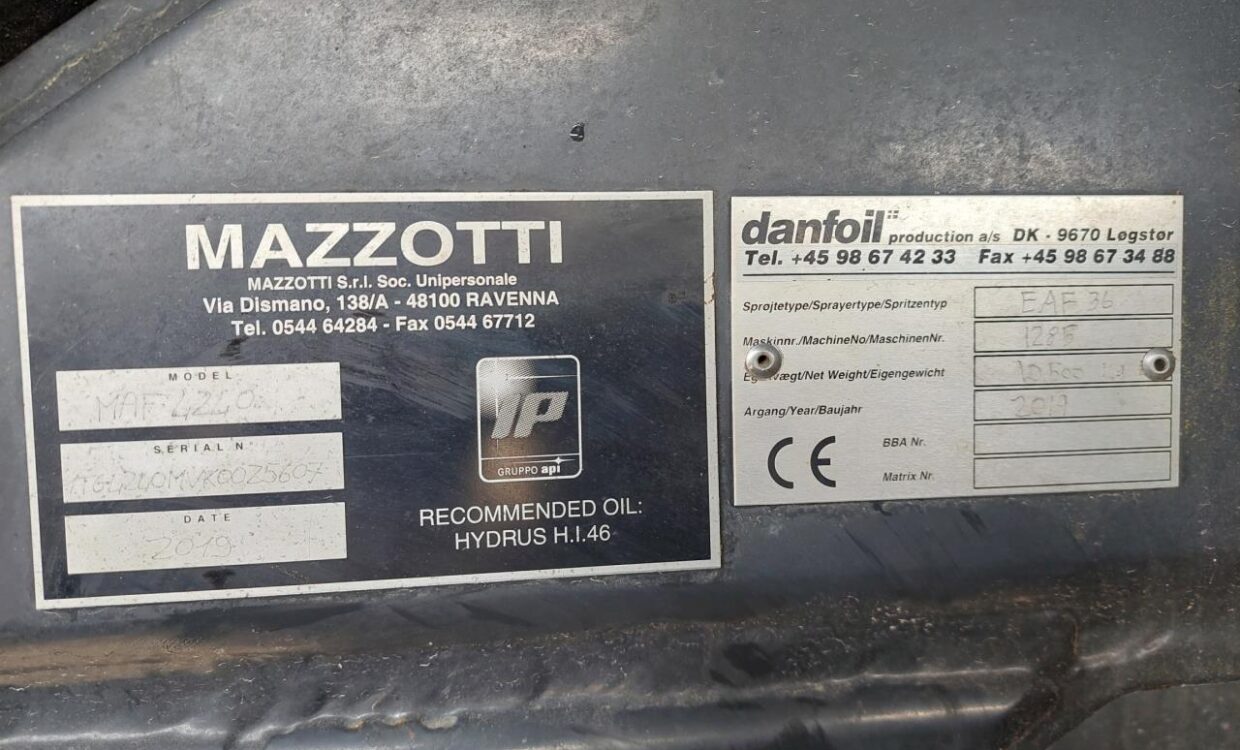 MAZZOTTI
MAZZOTTI S.r.l. Soc. Unipersonale
Via Dismano, 138/A - 48100 RAVENNA
Tel. 0544 64284 - Fax 0544 67712
MODEL
MAF 4240
SERIAL N
DATE
2019
IP
GRUPPO api
RECOMMENDED OIL:
HYDRUS H.I.46
danfoil production a/s DK - 9670 Løgstør
Tel. +45 98 67 42 33 Fax +45 98 67 34 88
Sprøjtetype/Sprayertype/Spritzentyp
EAF 36
Maskinnr./MachineNo/MaschinenNr.
/Net Weight/Eigengewicht
Argang/Year/Baujahr
2019
CE
BBA Nr.
Matrix Nr.